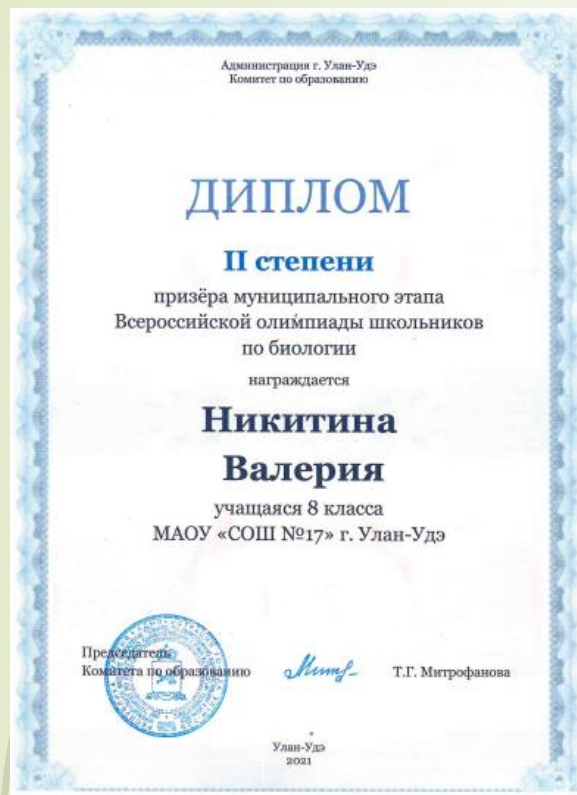 Администрация г. Улан-Удэ
Комитет по образованию
ДИПЛОМ
II степени
призёра муниципального этапа
Всероссийской олимпиады школьников
по биологии
награждается
Никитина
Валерия
учащаяся 8 класса
МАОУ «СОШ №17» г. Улан-Удэ
Председатель
Комитета по образованию
Т.Г. Митрофанова
Улан-Удэ
2021